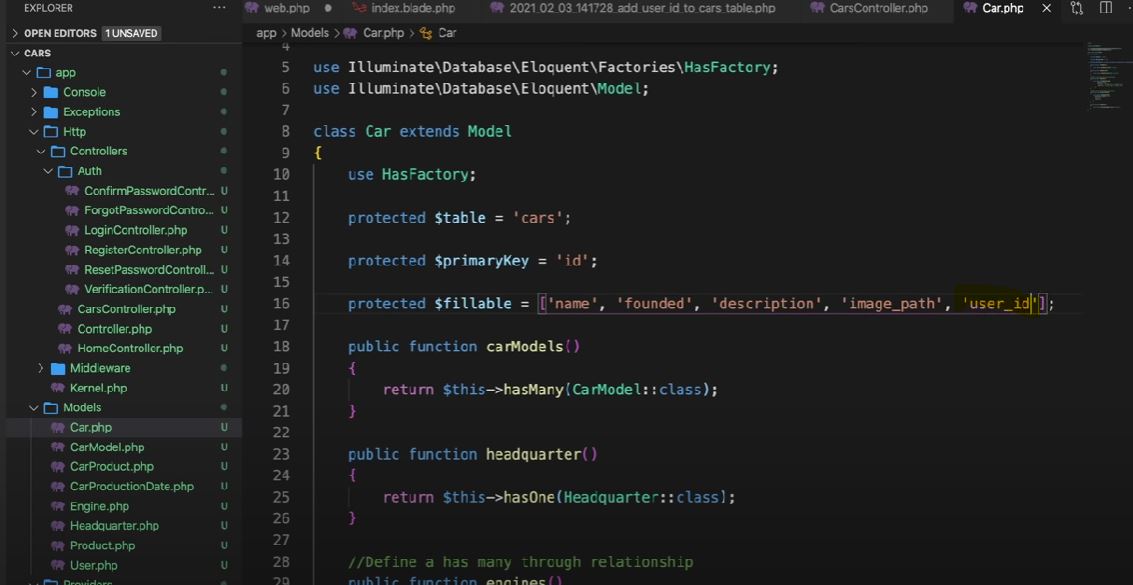 EXPLORER ...
OPEN EDITORS 1 UNSAVED
CARS
app
Console
Exceptions
Http
Controllers
Auth
ConfirmPasswordContr... U
ForgotPasswordContro... U
LoginController.php U
RegisterController.php U
ResetPasswordControll... U
VerificationController.p... U
CarsController.php U
Controller.php U
HomeController.php U
Middleware
Kernel.php U
Models
Car.php U
CarModel.php U
CarProduct.php U
CarProductionDate.php U
Engine.php U
Headquarter.php U
Product.php U
User.php U
Providers
web.php index.blade.php 2021_02_03_141728_add_user_id_to_cars_table.php CarsController.php Car.php
app > Models > Car.php > Car
4
5 use Illuminate\Database\Eloquent\Factories\HasFactory;
6 use Illuminate\Database\Eloquent\Model;
7
8 class Car extends Model
9 {
10 use HasFactory;
11
12 protected $table = 'cars';
13
14 protected $primaryKey = 'id';
15
16 protected $fillable = ['name', 'founded', 'description', 'image_path', 'user_id'];
17
18 public function carModels()
19 {
20 return $this->hasMany(CarModel::class);
21 }
22
23 public function headquarter()
24 {
25 return $this->hasOne(Headquarter::class);
26 }
27
28 //Define a has many through relationship
29 public function engines()